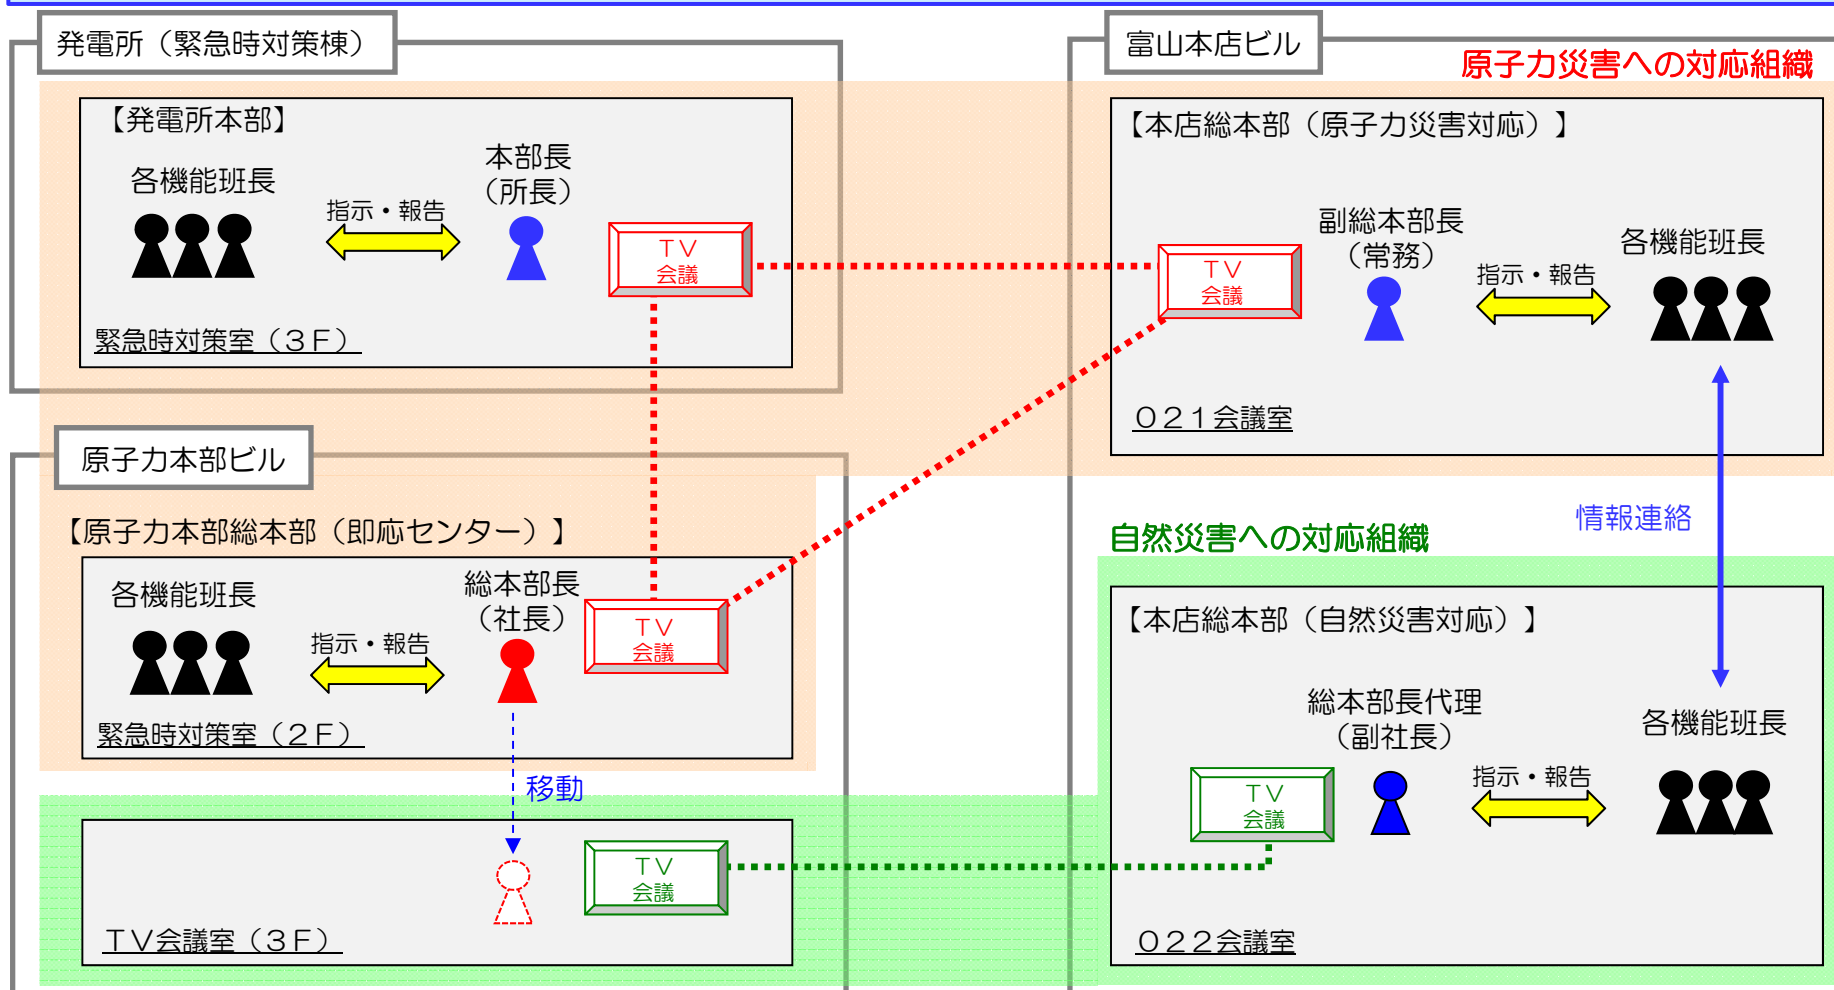 発電所（緊急時対策棟）
【発電所本部】
各機能班長
指示・報告
本部長
（所長）
ＴＶ
会議
緊急時対策室（３Ｆ）
富山本店ビル
原子力災害への対応組織
【本店総本部（原子力災害対応）】
ＴＶ
会議
副総本部長
（常務）
指示・報告
各機能班長
０２１会議室
原子力本部ビル
【原子力本部総本部（即応センター）】
各機能班長
指示・報告
総本部長
（社長）
ＴＶ
会議
緊急時対策室（２Ｆ）
移動
ＴＶ
会議
ＴＶ会議室（３Ｆ）
情報連絡
自然災害への対応組織
【本店総本部（自然災害対応）】
総本部長代理
（副社長）
ＴＶ
会議
指示・報告
各機能班長
０２２会議室